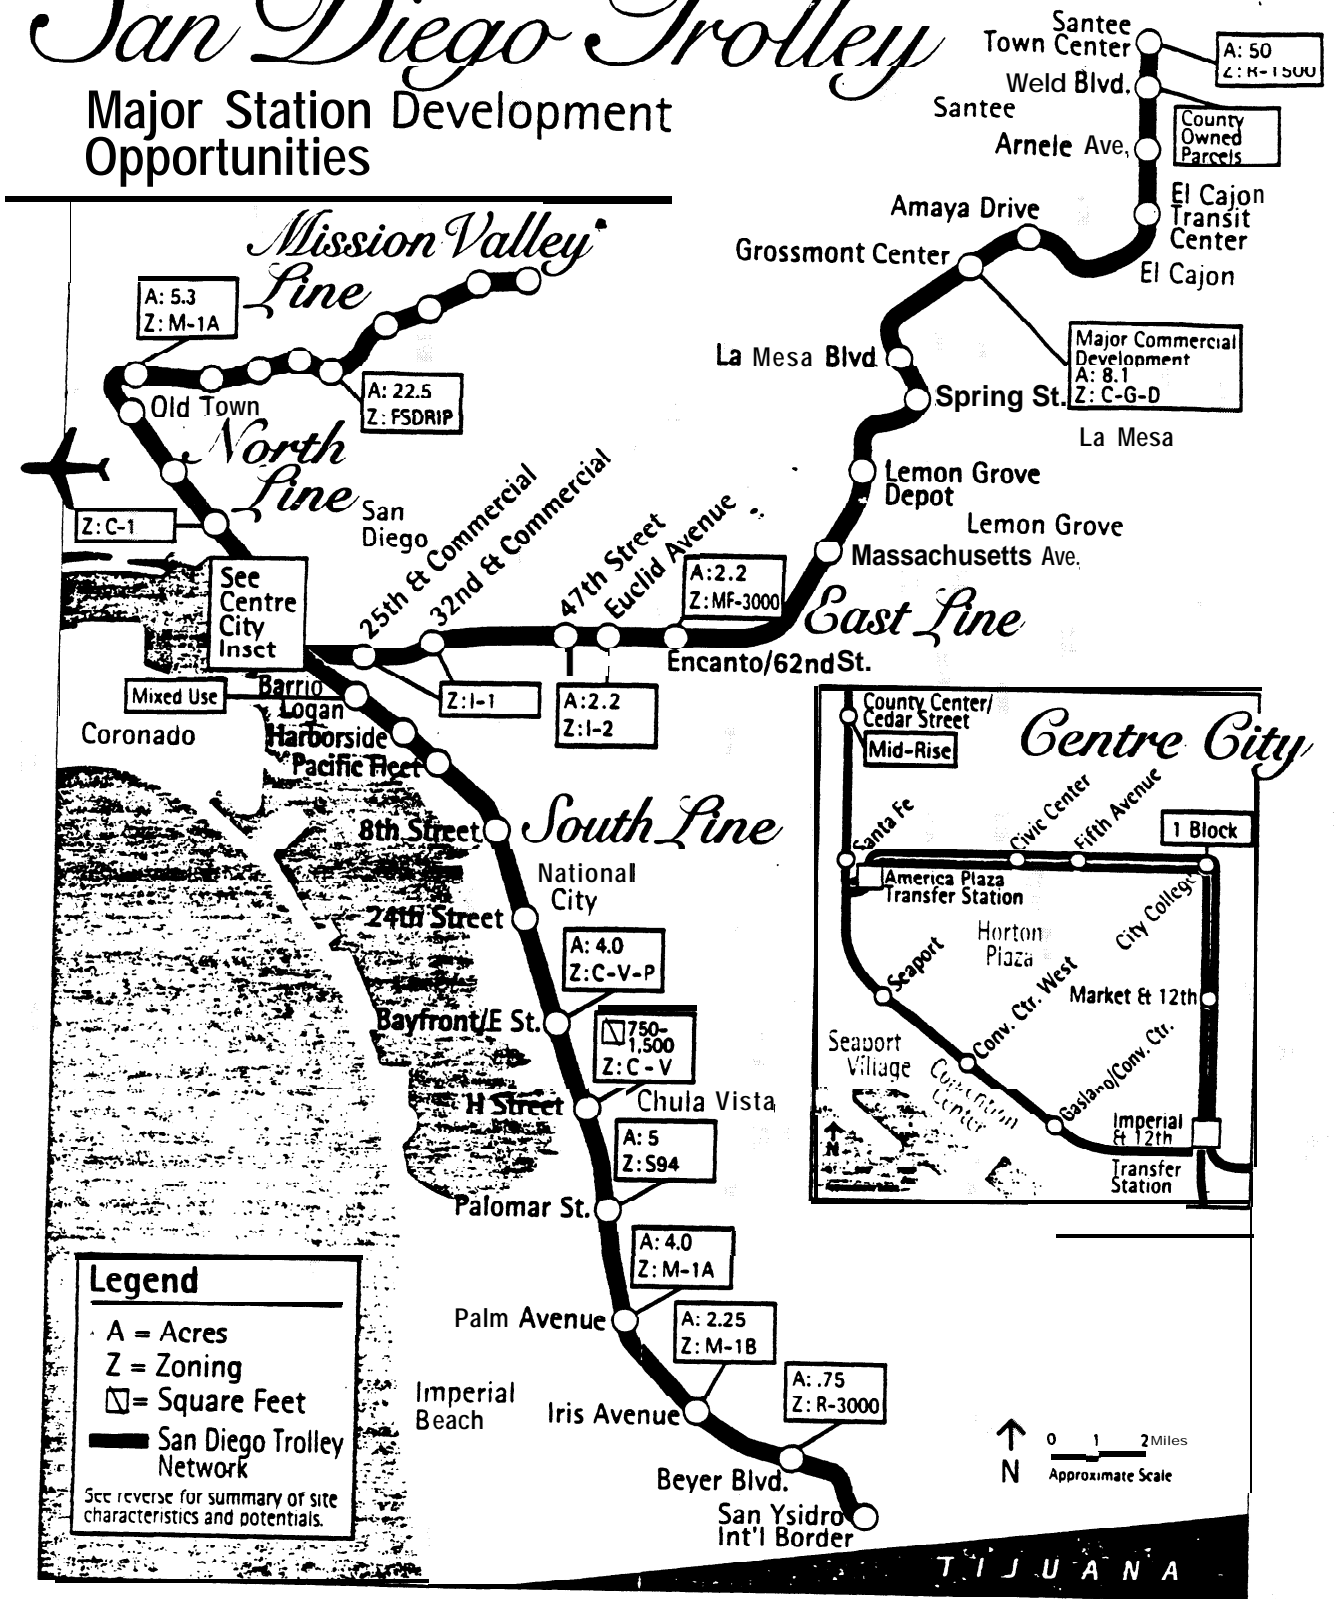 San Diego Trolley
Major Station Development
Opportunities
Santee
Town Center
A: 50
Z: R-1500
Weld Blvd.
Santee
County
Owned
Parcels
Arnele Ave.
El Cajon
Transit
Center
El Cajon
Amaya Drive
Grossmont Center
Major Commercial
Development
A: 8.1
Z: C-G-D
La Mesa Blvd
Spring St.
La Mesa
Lemon Grove
Depot
Lemon Grove
Massachusetts Ave.
East Line
Mission Valley
Line
A: 5.3
Z: M-1A
A: 22.5
Z: FSDRIP
Old Town
North
Line
San
Diego
Z: C-1
See
Centre
City
Inset
25th & Commercial
32nd & Commercial
47th Street
Euclid Avenue
A:2.2
Z:MF-3000
Encanto/62nd St.
Z:I-1
A:2.2
Z:I-2
Mixed Use
Barrio
Logan
Coronado
Harborside
Pacific Fleet
8th Street
South Line
National
City
24th Street
A: 4.0
Z:C-V-P
Bayfront/E St.
750-
1,500
Z: C-V
H Street
Chula Vista
A: 5
Z: S94
Palomar St.
A: 4.0
Z: M-1A
Palm Avenue
A: 2.25
Z: M-1B
Imperial
Beach
Iris Avenue
A: .75
Z: R-3000
Beyer Blvd.
San Ysidro
Int'l Border
TIJUANA
Centre City
County Center/
Cedar Street
Mid-Rise
Santa Fe
Civic Center
Fifth Avenue
1 Block
America Plaza
Transfer Station
City College
Horton
Plaza
Seaport
Market & 12th
Conv. Ctr. West
Seaport
Village
Convention
Center
Gaslamp/Conv. Ctr.
Imperial
& 12th
Transfer
Station
N
Legend
A = Acres
Z = Zoning
= Square Feet
San Diego Trolley
Network
See reverse for summary of site
characteristics and potentials.
N
0 1 2 Miles
Approximate Scale